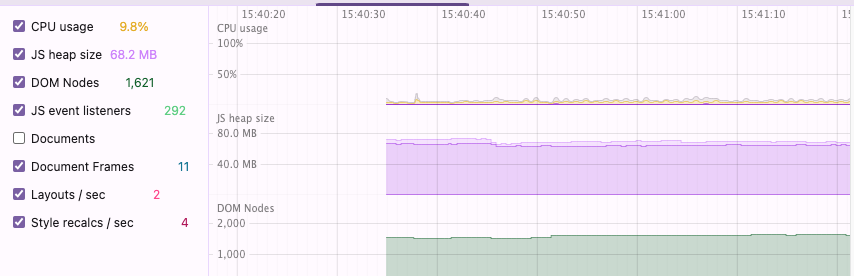 CPU usage 9.8%
JS heap size 68.2 MB
DOM Nodes 1,621
JS event listeners 292
Documents
Document Frames 11
Layouts / sec 2
Style recalcs / sec 4
15:40:20 15:40:30 15:40:40 15:40:50 15:41:00 15:41:10
CPU usage
100%
50%
JS heap size
80.0 MB
40.0 MB
DOM Nodes
2,000
1,000